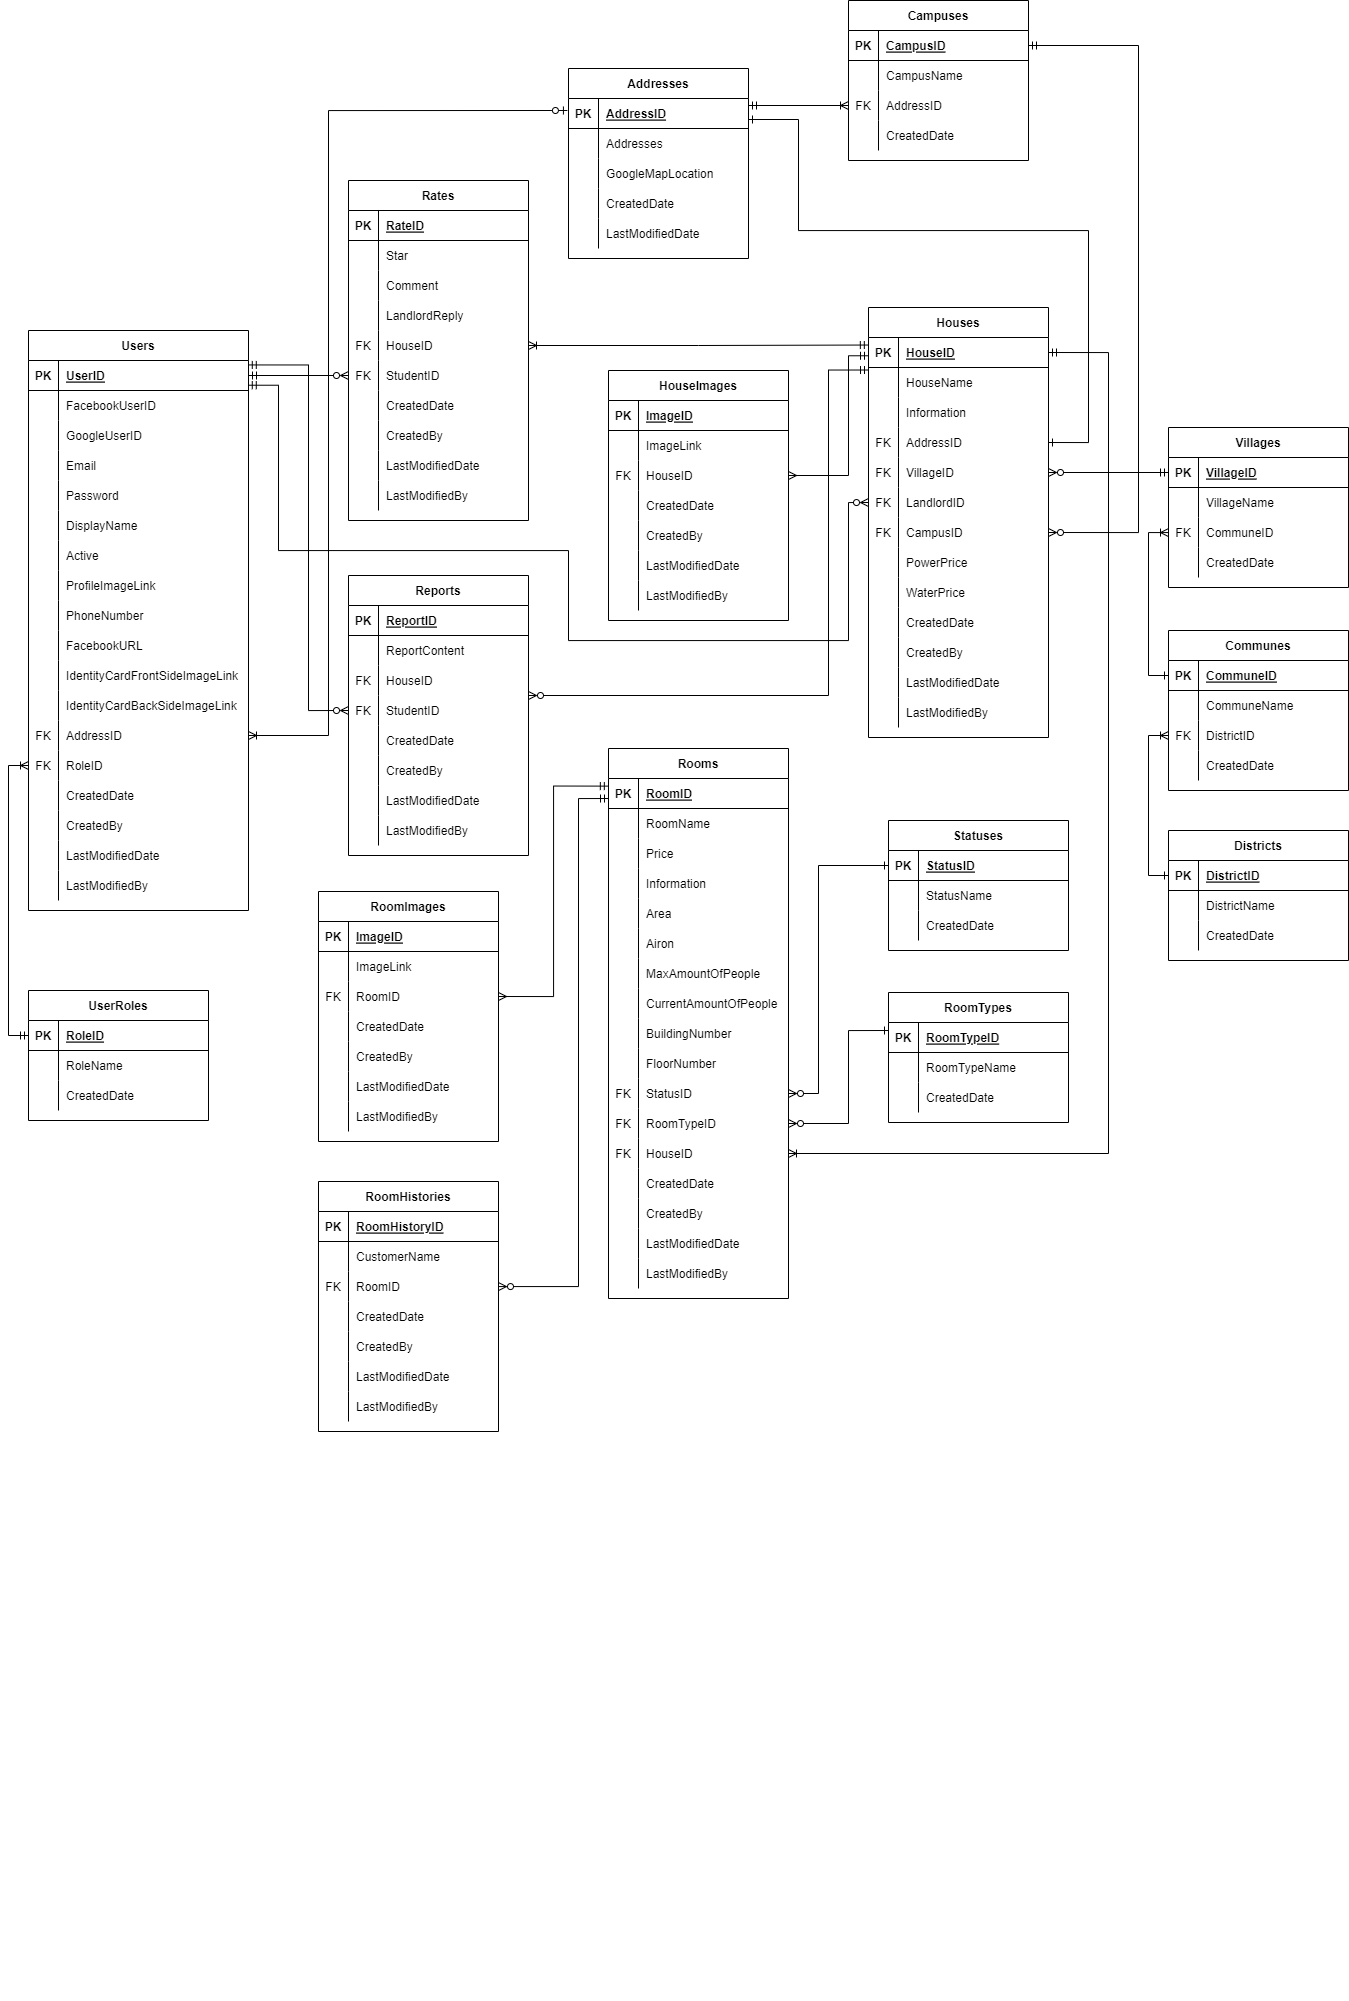 Campuses
PK CampusID
CampusName
FK AddressID
CreatedDate
Addresses
PK AddressID
Addresses
GoogleMapLocation
CreatedDate
LastModifiedDate
Rates
PK RateID
Star
Comment
LandlordReply
FK HouseID
FK StudentID
CreatedDate
CreatedBy
LastModifiedDate
LastModifiedBy
Houses
PK HouseID
HouseName
Information
FK AddressID
FK VillageID
FK LandlordID
FK CampusID
PowerPrice
WaterPrice
CreatedDate
CreatedBy
LastModifiedDate
LastModifiedBy
Users
PK UserID
FacebookUserID
GoogleUserID
Email
Password
DisplayName
Active
ProfileImageLink
PhoneNumber
FacebookURL
IdentityCardFrontSideImageLink
IdentityCardBackSideImageLink
FK AddressID
FK RoleID
CreatedDate
CreatedBy
LastModifiedDate
LastModifiedBy
HouseImages
PK ImageID
ImageLink
FK HouseID
CreatedDate
CreatedBy
LastModifiedDate
LastModifiedBy
Villages
PK VillageID
VillageName
FK CommuneID
CreatedDate
Reports
PK ReportID
ReportContent
FK HouseID
FK StudentID
CreatedDate
CreatedBy
LastModifiedDate
LastModifiedBy
Communes
PK CommuneID
CommuneName
FK DistrictID
CreatedDate
Rooms
PK RoomID
RoomName
Price
Information
Area
Airon
MaxAmountOfPeople
CurrentAmountOfPeople
BuildingNumber
FloorNumber
FK StatusID
FK RoomTypeID
FK HouseID
CreatedDate
CreatedBy
LastModifiedDate
LastModifiedBy
Statuses
PK StatusID
StatusName
CreatedDate
Districts
PK DistrictID
DistrictName
CreatedDate
RoomImages
PK ImageID
ImageLink
FK RoomID
CreatedDate
CreatedBy
LastModifiedDate
LastModifiedBy
UserRoles
PK RoleID
RoleName
CreatedDate
RoomTypes
PK RoomTypeID
RoomTypeName
CreatedDate
RoomHistories
PK RoomHistoryID
CustomerName
FK RoomID
CreatedDate
CreatedBy
LastModifiedDate
LastModifiedBy